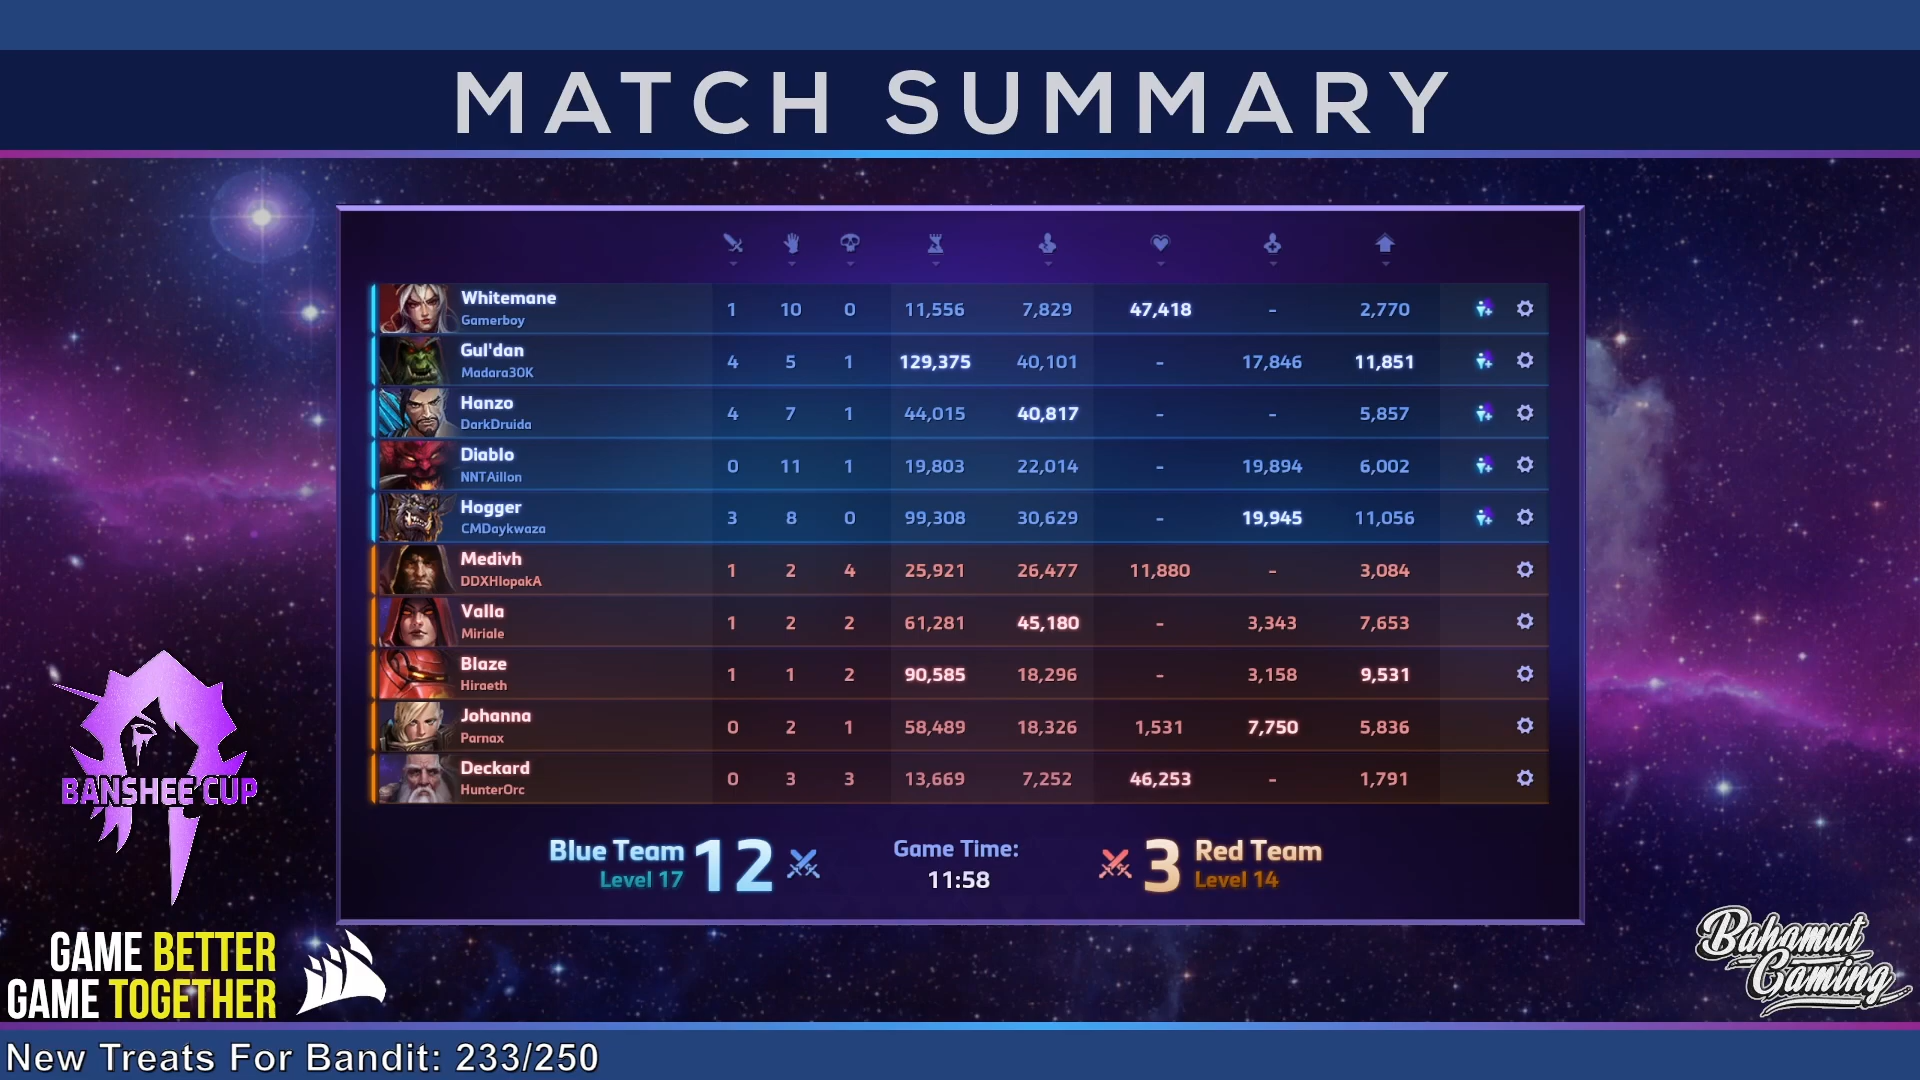 MATCH SUMMARY
Whitemane
Gamerboy
1 10 0 11,556 7,829 47,418 - 2,770
Gul'dan
Madara30K
4 5 1 129,375 40,101 - 17,846 11,851
Hanzo
DarkDruida
4 7 1 44,015 40,817 - - 5,857
Diablo
NNTAillon
0 11 1 19,803 22,014 - 19,894 6,002
Hogger
CMDaykwaza
3 8 0 99,308 30,629 - 19,945 11,056
Medivh
DDXHlopakA
1 2 4 25,921 26,477 11,880 - 3,084
Valla
Miriale
1 2 2 61,281 45,180 - 3,343 7,653
Blaze
Hiraeth
1 1 2 90,585 18,296 - 3,158 9,531
Johanna
Parnax
0 2 1 58,489 18,326 1,531 7,750 5,836
Deckard
HunterOrc
0 3 3 13,669 7,252 46,253 - 1,791
Blue Team 12
Level 17
Game Time:
11:58
3 Red Team
Level 14
BANSHEE CUP
GAME BETTER
GAME TOGETHER
Bahamut
Gaming
New Treats For Bandit: 233/250